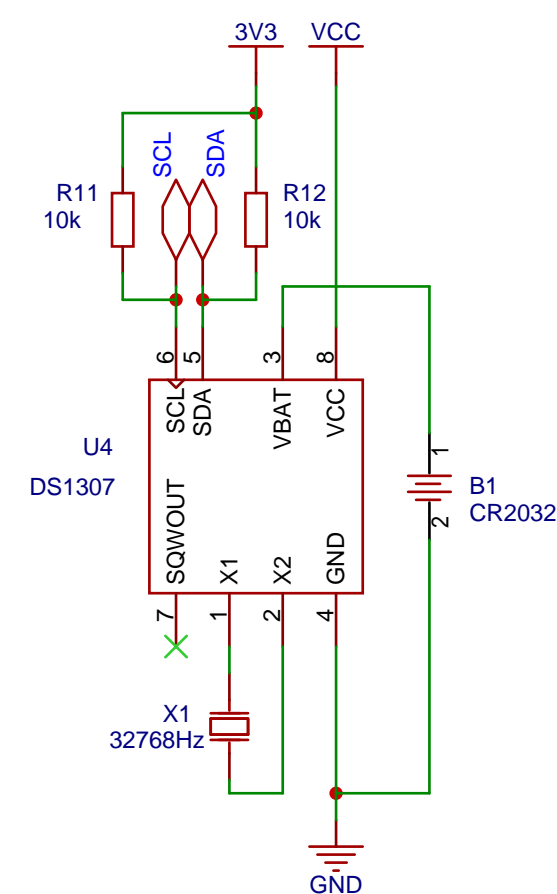 3V3
VCC
SCL
SDA
R11
10k
R12
10k
6
5
3
8
SCL
SDA
VBAT
VCC
U4
DS1307
1
B1
CR2032
2
SQWOUT
X1
X2
GND
7
1
2
4
X1
32768Hz
GND